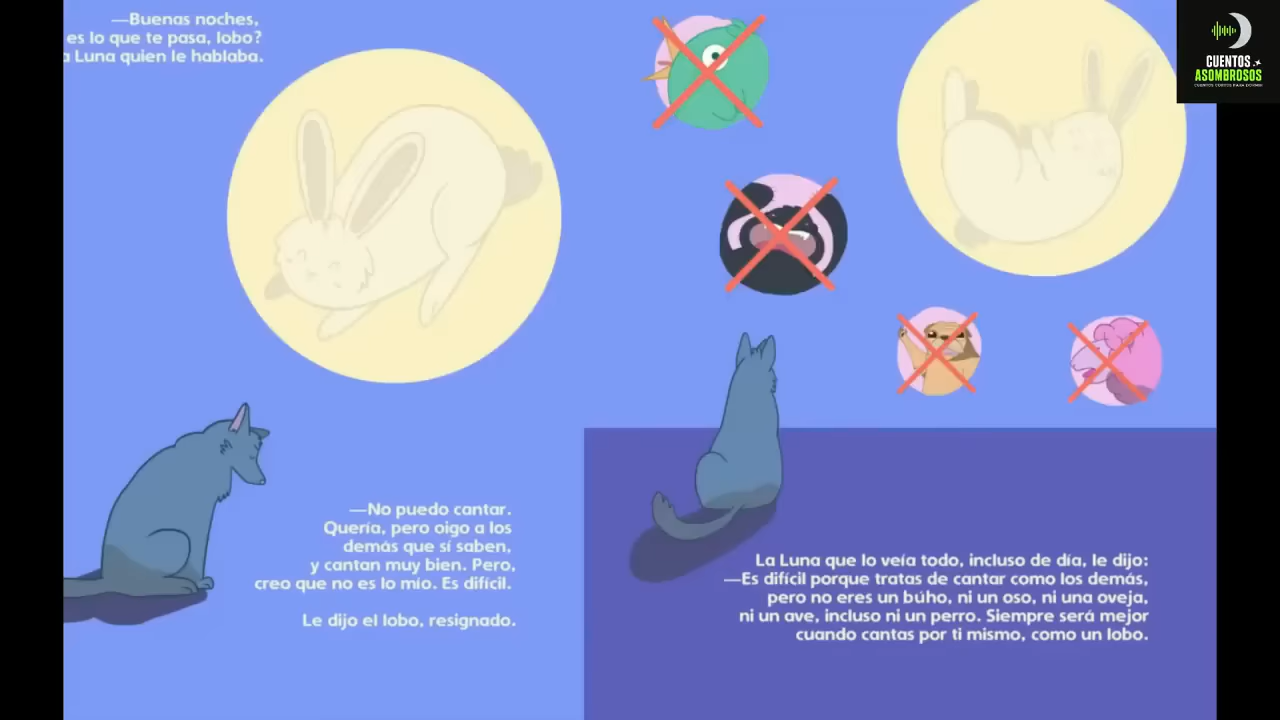 —Buenas noches,
es lo que te pasa, lobo?
a Luna quien le hablaba.
—No puedo cantar.
Quería, pero oigo a los
demás que sí saben,
y cantan muy bien. Pero,
creo que no es lo mío. Es difícil.
Le dijo el lobo, resignado.
La Luna que lo veía todo, incluso de día, le dijo:
—Es difícil porque tratas de cantar como los demás,
pero no eres un búho, ni un oso, ni una oveja,
ni un ave, incluso ni un perro. Siempre será mejor
cuando cantas por ti mismo, como un lobo.
CUENTOS
ASOMBROSOS
CUENTOS CORTOS PARA DORMIR